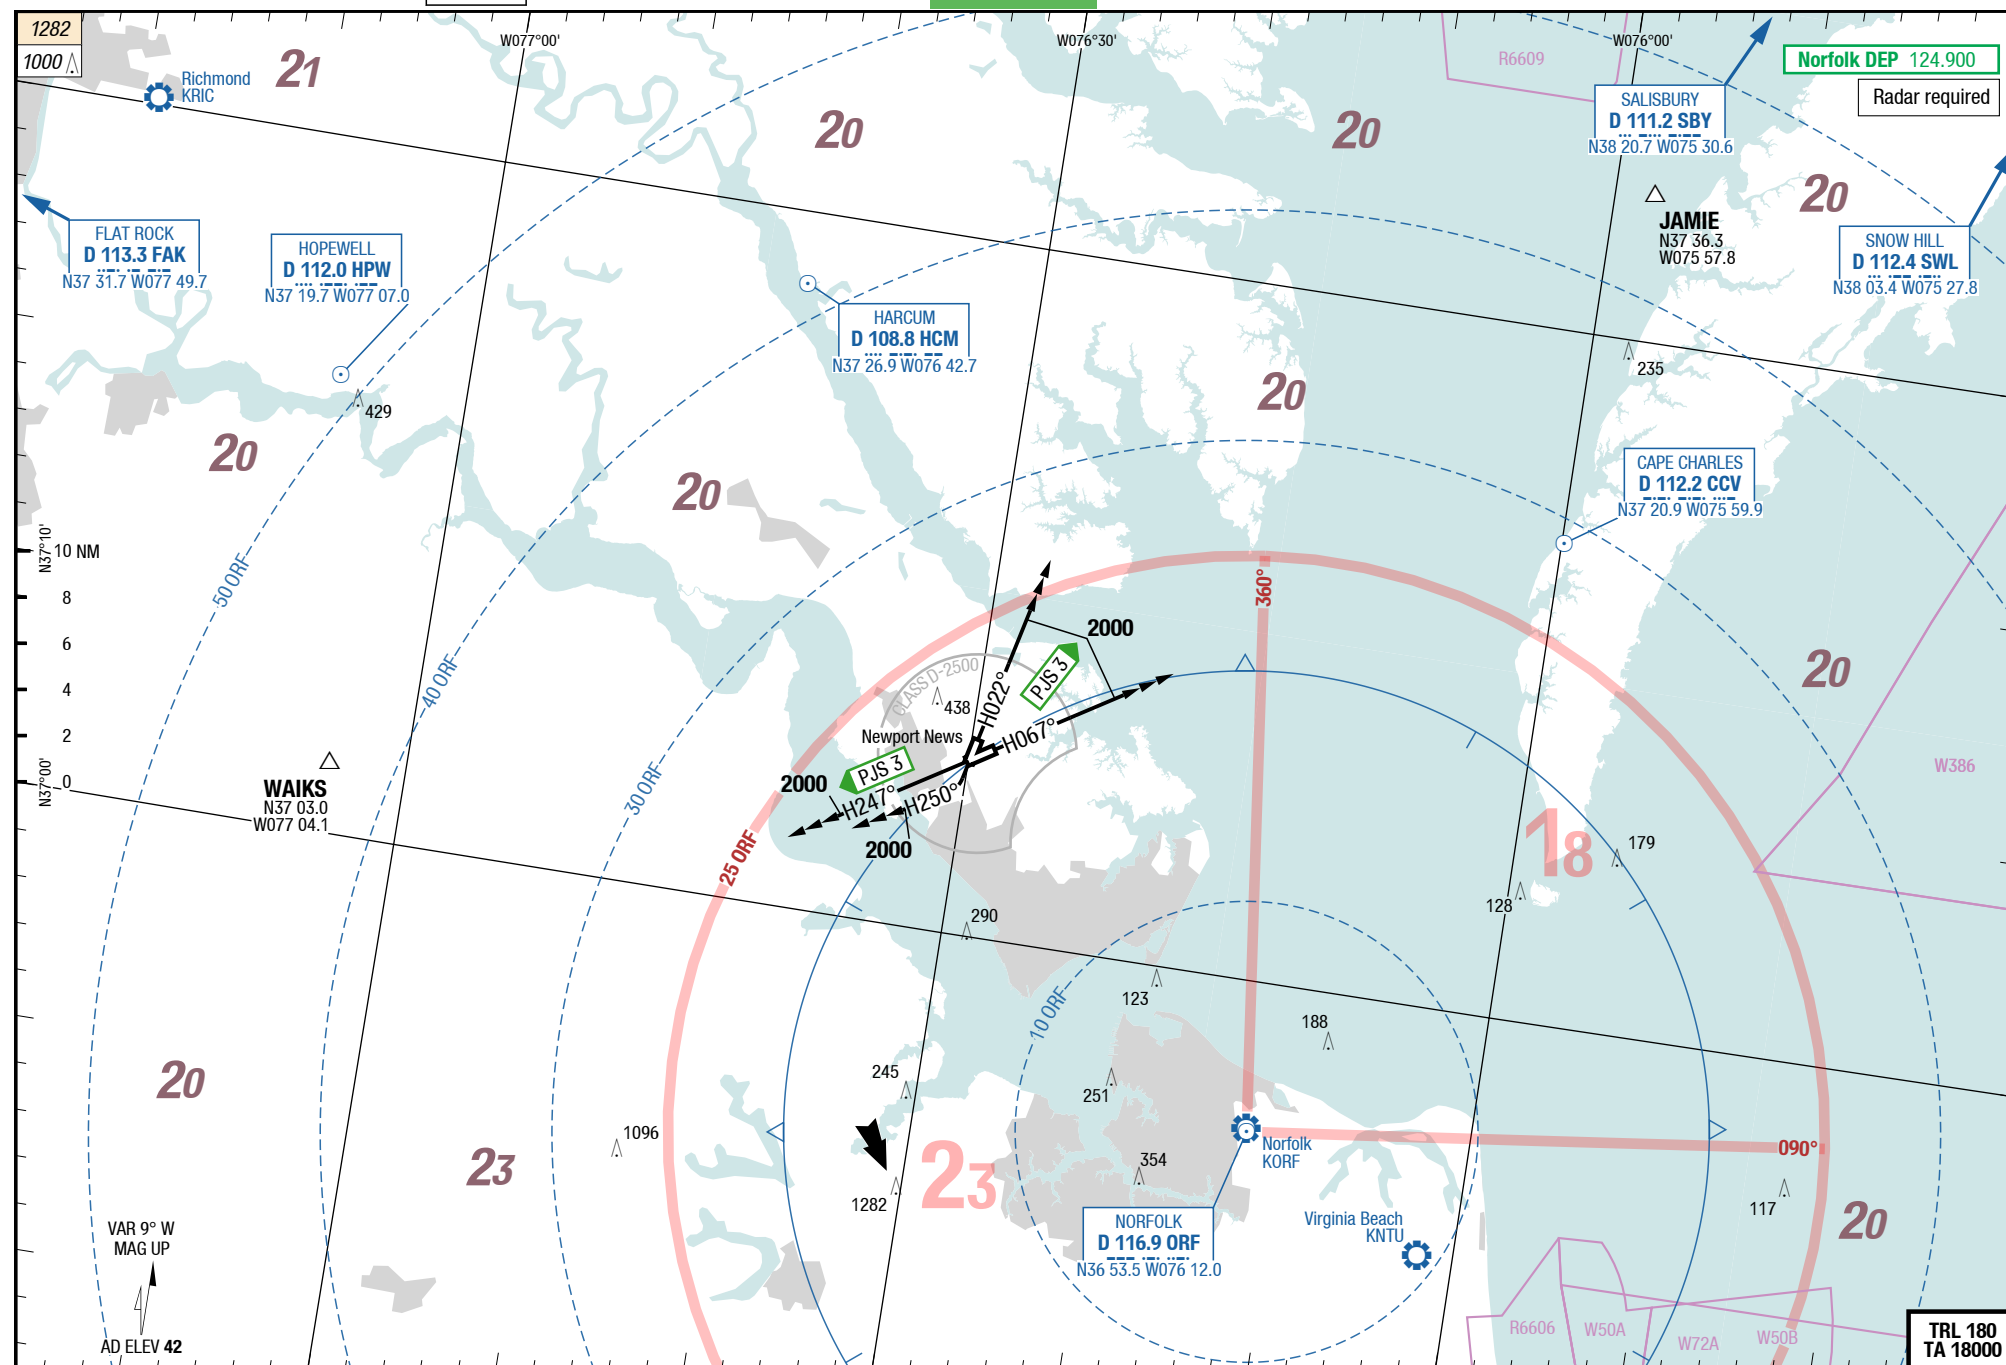 1282
1000
Richmond
KRIC
21
W077°00'
W076°30'
W076°00'
R6609
Norfolk DEP 124.900
Radar required
20
20
SALISBURY
D 111.2 SBY
N38 20.7 W075 30.6
JAMIE
N37 36.3
W075 57.8
20
SNOW HILL
D 112.4 SWL
N38 03.4 W075 27.8
FLAT ROCK
D 113.3 FAK
N37 31.7 W077 49.7
HOPEWELL
D 112.0 HPW
N37 19.7 W077 07.0
HARCUM
D 108.8 HCM
N37 26.9 W076 42.7
235
429
20
20
20
CAPE CHARLES
D 112.2 CCV
N37 20.9 W075 59.9
N37°10'
10 NM
8
6
4
2
0
N37°00'
50 ORF
40 ORF
30 ORF
25 ORF
10 ORF
360°
2000
PJS 3
CLASS D-2500
438
H022°
H067°
Newport News
PJS 3
2000
H247°
H250°
2000
20
W386
WAIKS
N37 03.0
W077 04.1
18
179
128
290
123
188
245
251
20
1096
23
23
1282
354
Norfolk
KORF
090°
117
20
NORFOLK
D 116.9 ORF
N36 53.5 W076 12.0
Virginia Beach
KNTU
VAR 9° W
MAG UP
AD ELEV 42
R6606
W50A
W72A
W50B
TRL 180
TA 18000